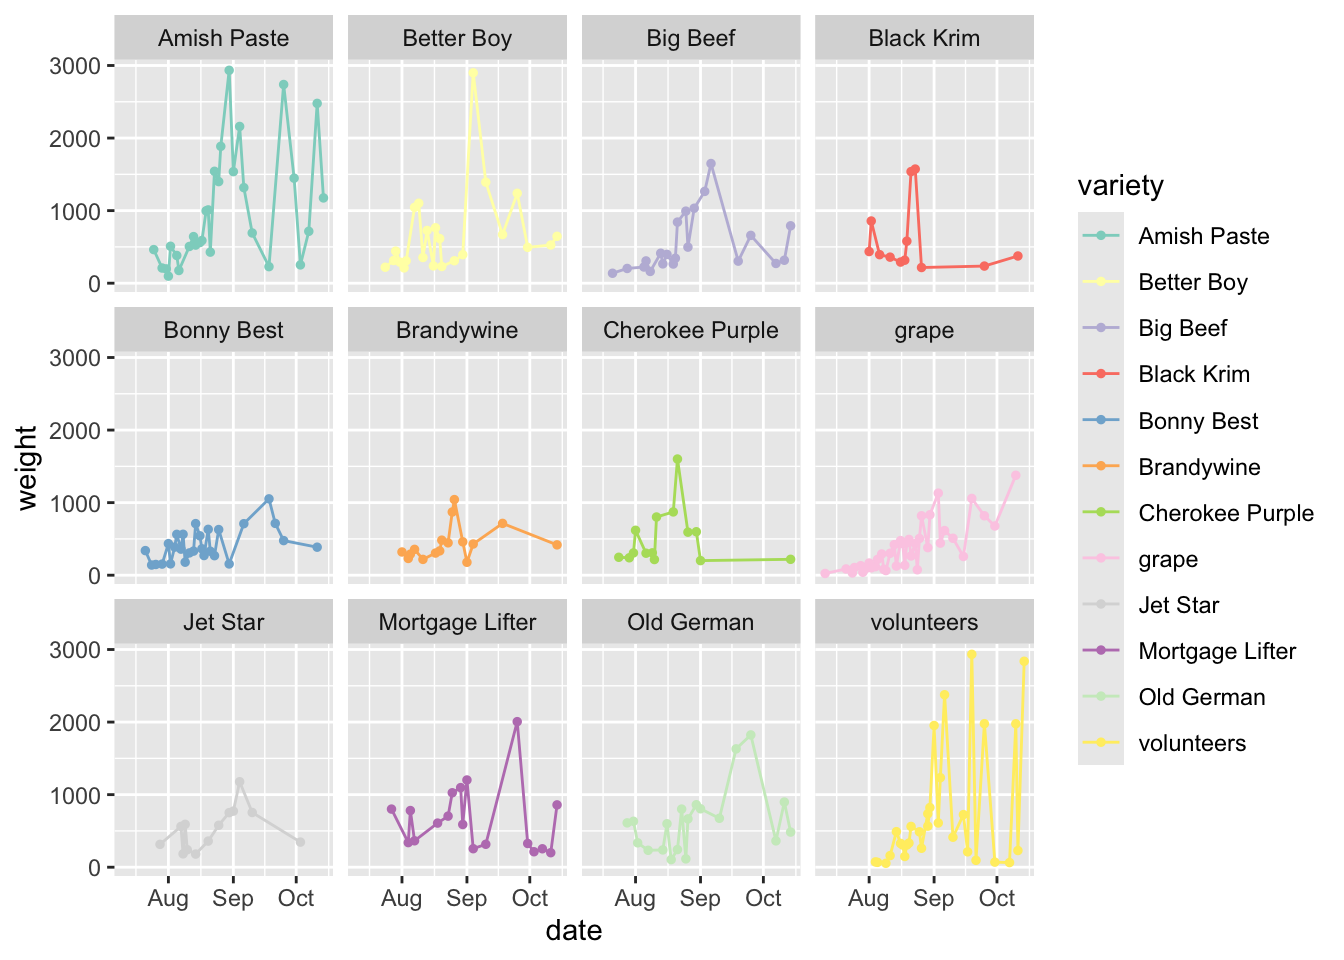 Amish Paste Better Boy Big Beef Black Krim
3000
2000
1000
0
Bonny Best Brandywine Cherokee Purple grape
3000
2000
1000
0
Jet Star Mortgage Lifter Old German volunteers
3000
2000
1000
0
Aug Sep Oct Aug Sep Oct Aug Sep Oct Aug Sep Oct
date
weight
variety
Amish Paste
Better Boy
Big Beef
Black Krim
Bonny Best
Brandywine
Cherokee Purple
grape
Jet Star
Mortgage Lifter
Old German
volunteers